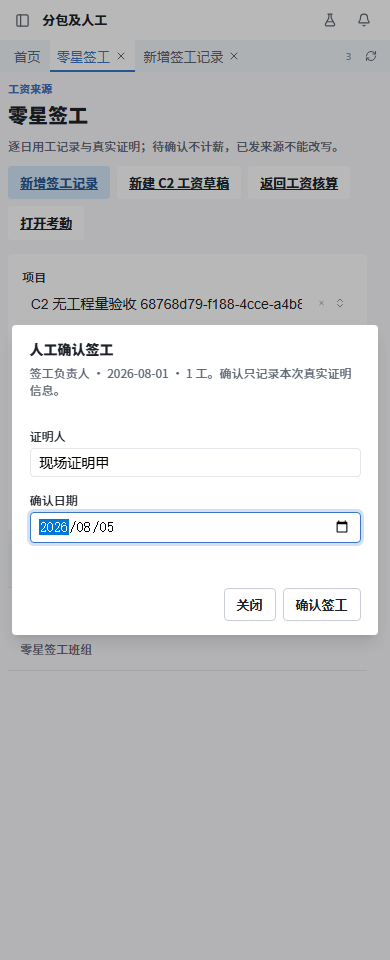 分包及人工
首页 零星签工 新增签工记录 3
工资来源
零星签工
逐日用工记录与真实证明；待确认不计薪，已发来源不能改写。
新增签工记录 新建 C2 工资草稿 返回工资核算
打开考勤
项目
C2 无工程量验收 68768d79-f188-4cce-a4b8
人工确认签工
签工负责人 · 2026-08-01 · 1 工。确认只记录本次真实证明
信息。
证明人
现场证明甲
确认日期
2026/08/05
关闭 确认签工
零星签工班组